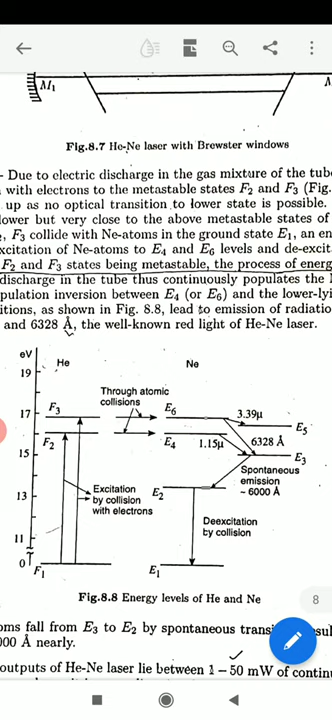 M1
Fig.8.7 He-Ne laser with Brewster windows
- Due to electric discharge in the gas mixture of the tube
with electrons to the metastable states F2 and F3 (Fig.
up as no optical transition to lower state is possible.
lower but very close to the above metastable states of
, F3 collide with Ne-atoms in the ground state E1, an en
xcitation of Ne-atoms to E4 and E6 levels and de-excit
F2 and F3 states being metastable, the process of energ
discharge in the tube thus continuously populates the
pulation inversion between E4 (or E6) and the lower-lyi
itions, as shown in Fig. 8.8, lead to emission of radiatio
and 6328 Å, the well-known red light of He-Ne laser.
eV
He
Ne
19
Through atomic
collisions
17
F3
E6
3.39μ
E5
F2
E4
1.15μ
6328 Å
15
E3
Spontaneous
emission
~ 6000 Å
13
Excitation
by collision
with electrons
E2
Deexcitation
by collision
11
0
F1
E1
Fig.8.8 Energy levels of He and Ne
8
oms fall from E3 to E2 by spontaneous transi
sul
000 Å nearly.
outputs of He-Ne laser lie between 1 – 50 mW of continu